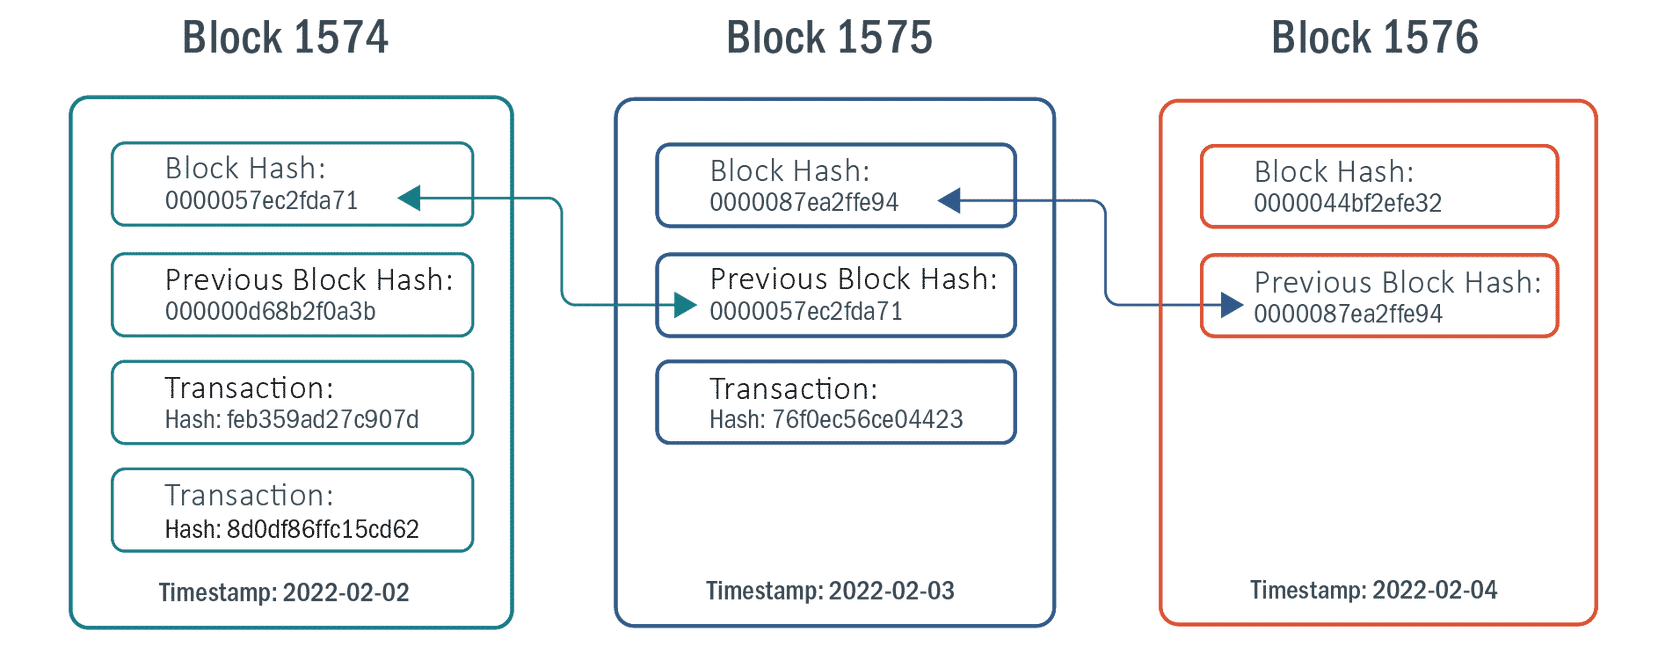 Block 1574
Block Hash:
0000057ec2fda71
Previous Block Hash:
000000d68b2f0a3b
Transaction:
Hash: feb359ad27c907d
Transaction:
Hash: 8d0df86ffc15cd62
Timestamp: 2022-02-02
Block 1575
Block Hash:
0000087ea2ffe94
Previous Block Hash:
0000057ec2fda71
Transaction:
Hash: 76f0ec56ce04423
Timestamp: 2022-02-03
Block 1576
Block Hash:
0000044bf2efe32
Previous Block Hash:
0000087ea2ffe94
Timestamp: 2022-02-04